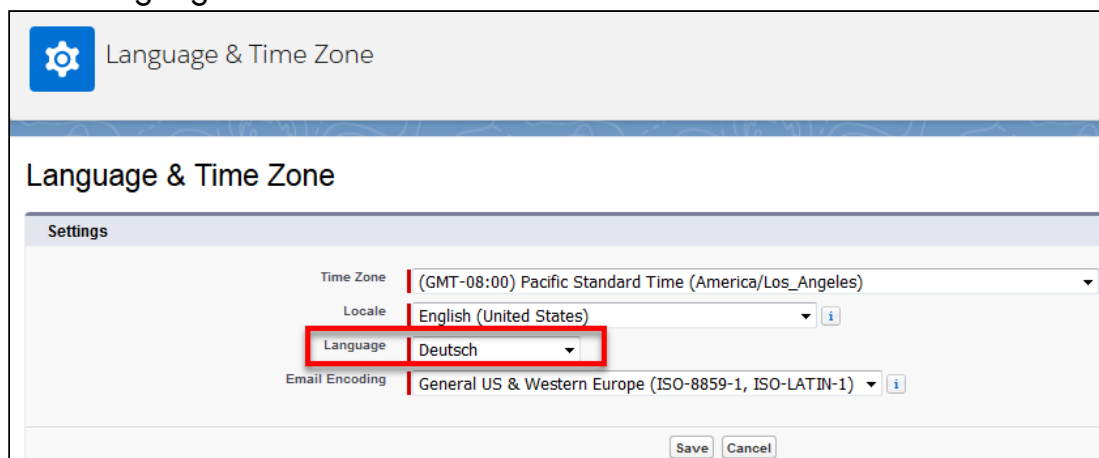 Language & Time Zone
Language & Time Zone
Settings
Time Zone (GMT-08:00) Pacific Standard Time (America/Los_Angeles)
Locale English (United States) i
Language Deutsch
Email Encoding General US & Western Europe (ISO-8859-1, ISO-LATIN-1) i
Save Cancel